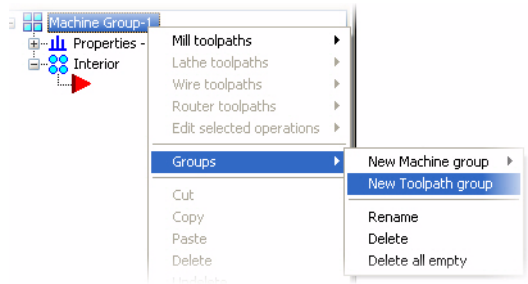 Machine Group-1
Properties -
Interior
Mill toolpaths
Lathe toolpaths
Wire toolpaths
Router toolpaths
Edit selected operations
Groups
Cut
Copy
Paste
Delete
Undelete
New Machine group
New Toolpath group
Rename
Delete
Delete all empty